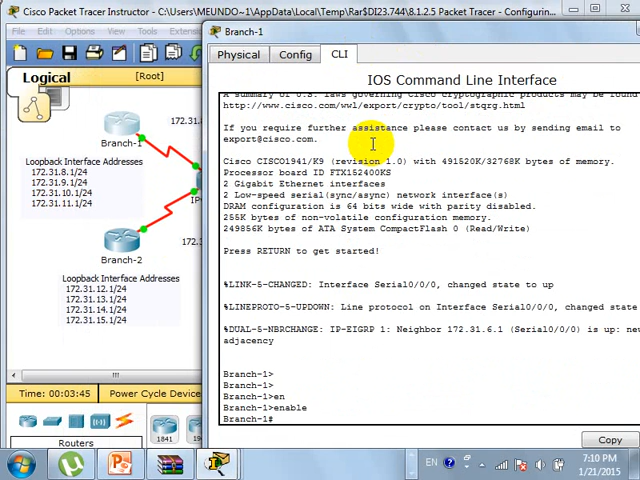 Cisco Packet Tracer Instructor - C:\Users\MEUNDO~1\AppData\Local\Temp\Rar$DI23.744\8.1.2.5 Packet Tracer - Configurin...
File Edit Options View Tools Extensions
Branch-1
Physical Config CLI
Logical [Root]
IOS Command Line Interface
http://www.cisco.com/wwl/export/crypto/tool/stqrg.html
If you require further assistance please contact us by sending email to
export@cisco.com.
Cisco CISCO1941/K9 (revision 1.0) with 491520K/32768K bytes of memory.
Processor board ID FTX152400KS
2 Gigabit Ethernet interfaces
2 Low-speed serial(sync/async) network interface(s)
DRAM configuration is 64 bits wide with parity disabled.
255K bytes of non-volatile configuration memory.
249856K bytes of ATA System CompactFlash 0 (Read/Write)
Press RETURN to get started!
%LINK-5-CHANGED: Interface Serial0/0/0, changed state to up
%LINEPROTO-5-UPDOWN: Line protocol on Interface Serial0/0/0, changed state
%DUAL-5-NBRCHANGE: IP-EIGRP 1: Neighbor 172.31.6.1 (Serial0/0/0) is up: new
adjacency
Branch-1>
Branch-1>
Branch-1>en
Branch-1>enable
Branch-1#
Copy
172.31.8
Branch-1
Loopback Interface Addresses
172.31.8.1/24
172.31.9.1/24
172.31.10.1/24
172.31.11.1/24
172.3
Branch-2
Loopback Interface Addresses
172.31.12.1/24
172.31.13.1/24
172.31.14.1/24
172.31.15.1/24
Time: 00:03:45 Power Cycle Devices
1841
Routers
EN
7:10 PM
1/21/2015